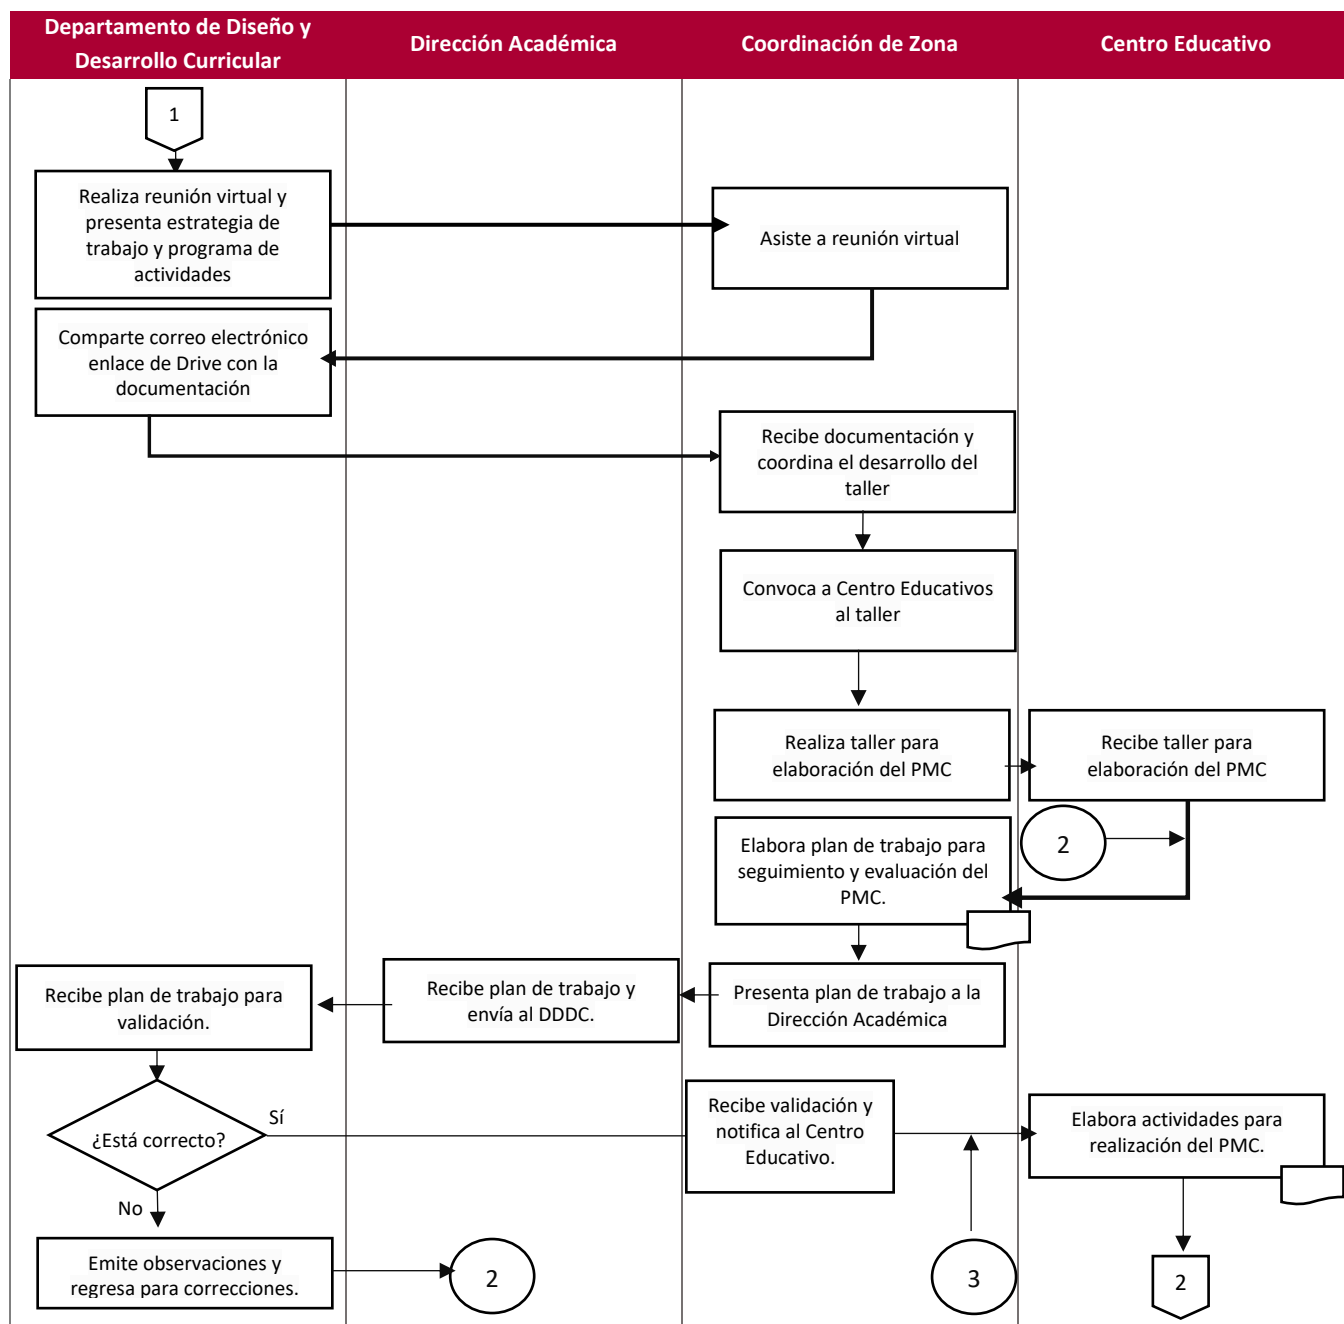 Departamento de Diseño y
Desarrollo Curricular
Dirección Académica
Coordinación de Zona
Centro Educativo
1
Realiza reunión virtual y
presenta estrategia de
trabajo y programa de
actividades
Asiste a reunión virtual
Comparte correo electrónico
enlace de Drive con la
documentación
Recibe documentación y
coordina el desarrollo del
taller
Convoca a Centro Educativos
al taller
Realiza taller para
elaboración del PMC
Recibe taller para
elaboración del PMC
2
Elabora plan de trabajo para
seguimiento y evaluación del
PMC.
Presenta plan de trabajo a la
Dirección Académica
Recibe plan de trabajo y
envía al DDDC.
Recibe plan de trabajo para
validación.
¿Está correcto?
Sí
Recibe validación y
notifica al Centro
Educativo.
Elabora actividades para
realización del PMC.
No
Emite observaciones y
regresa para correcciones.
2
3
2